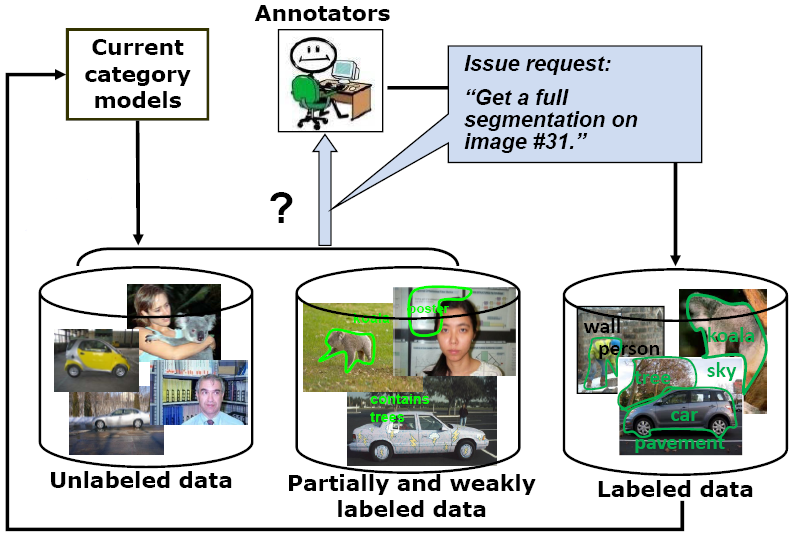 Annotators
Current
category
models
Issue request:
“Get a full
segmentation on
image #31.”
?
poster
contains
trees
wall
person
koala
tree
sky
car
pavement
Unlabeled data
Partially and weakly
labeled data
Labeled data